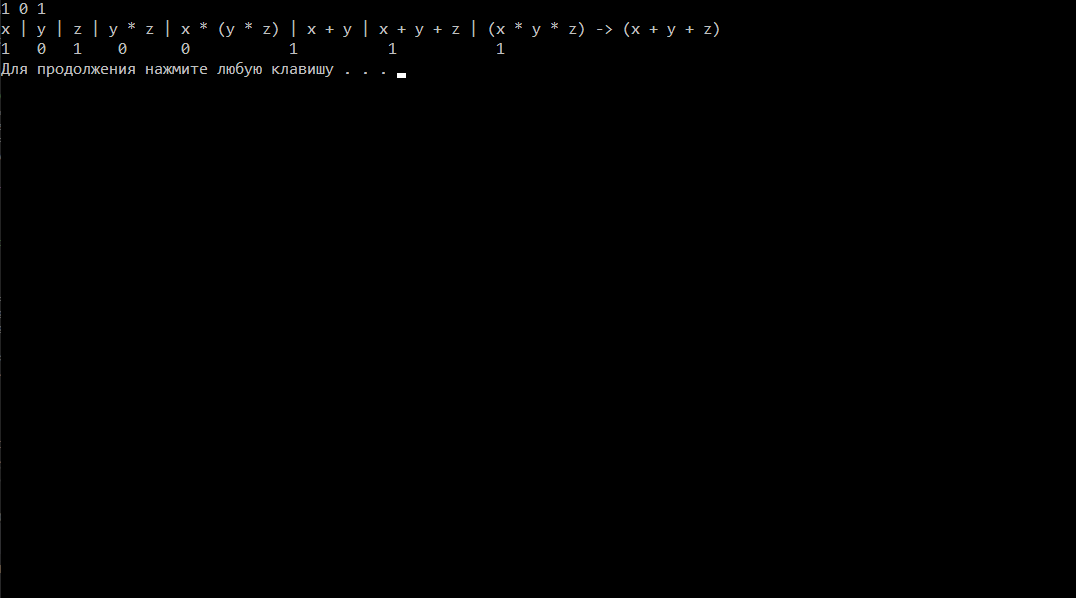 1 0 1
x | y | z | y * z | x * (y * z) | x + y | x + y + z | (x * y * z) -> (x + y + z)
1   0   1    0      0           1          1           1
Для продолжения нажмите любую клавишу . . .